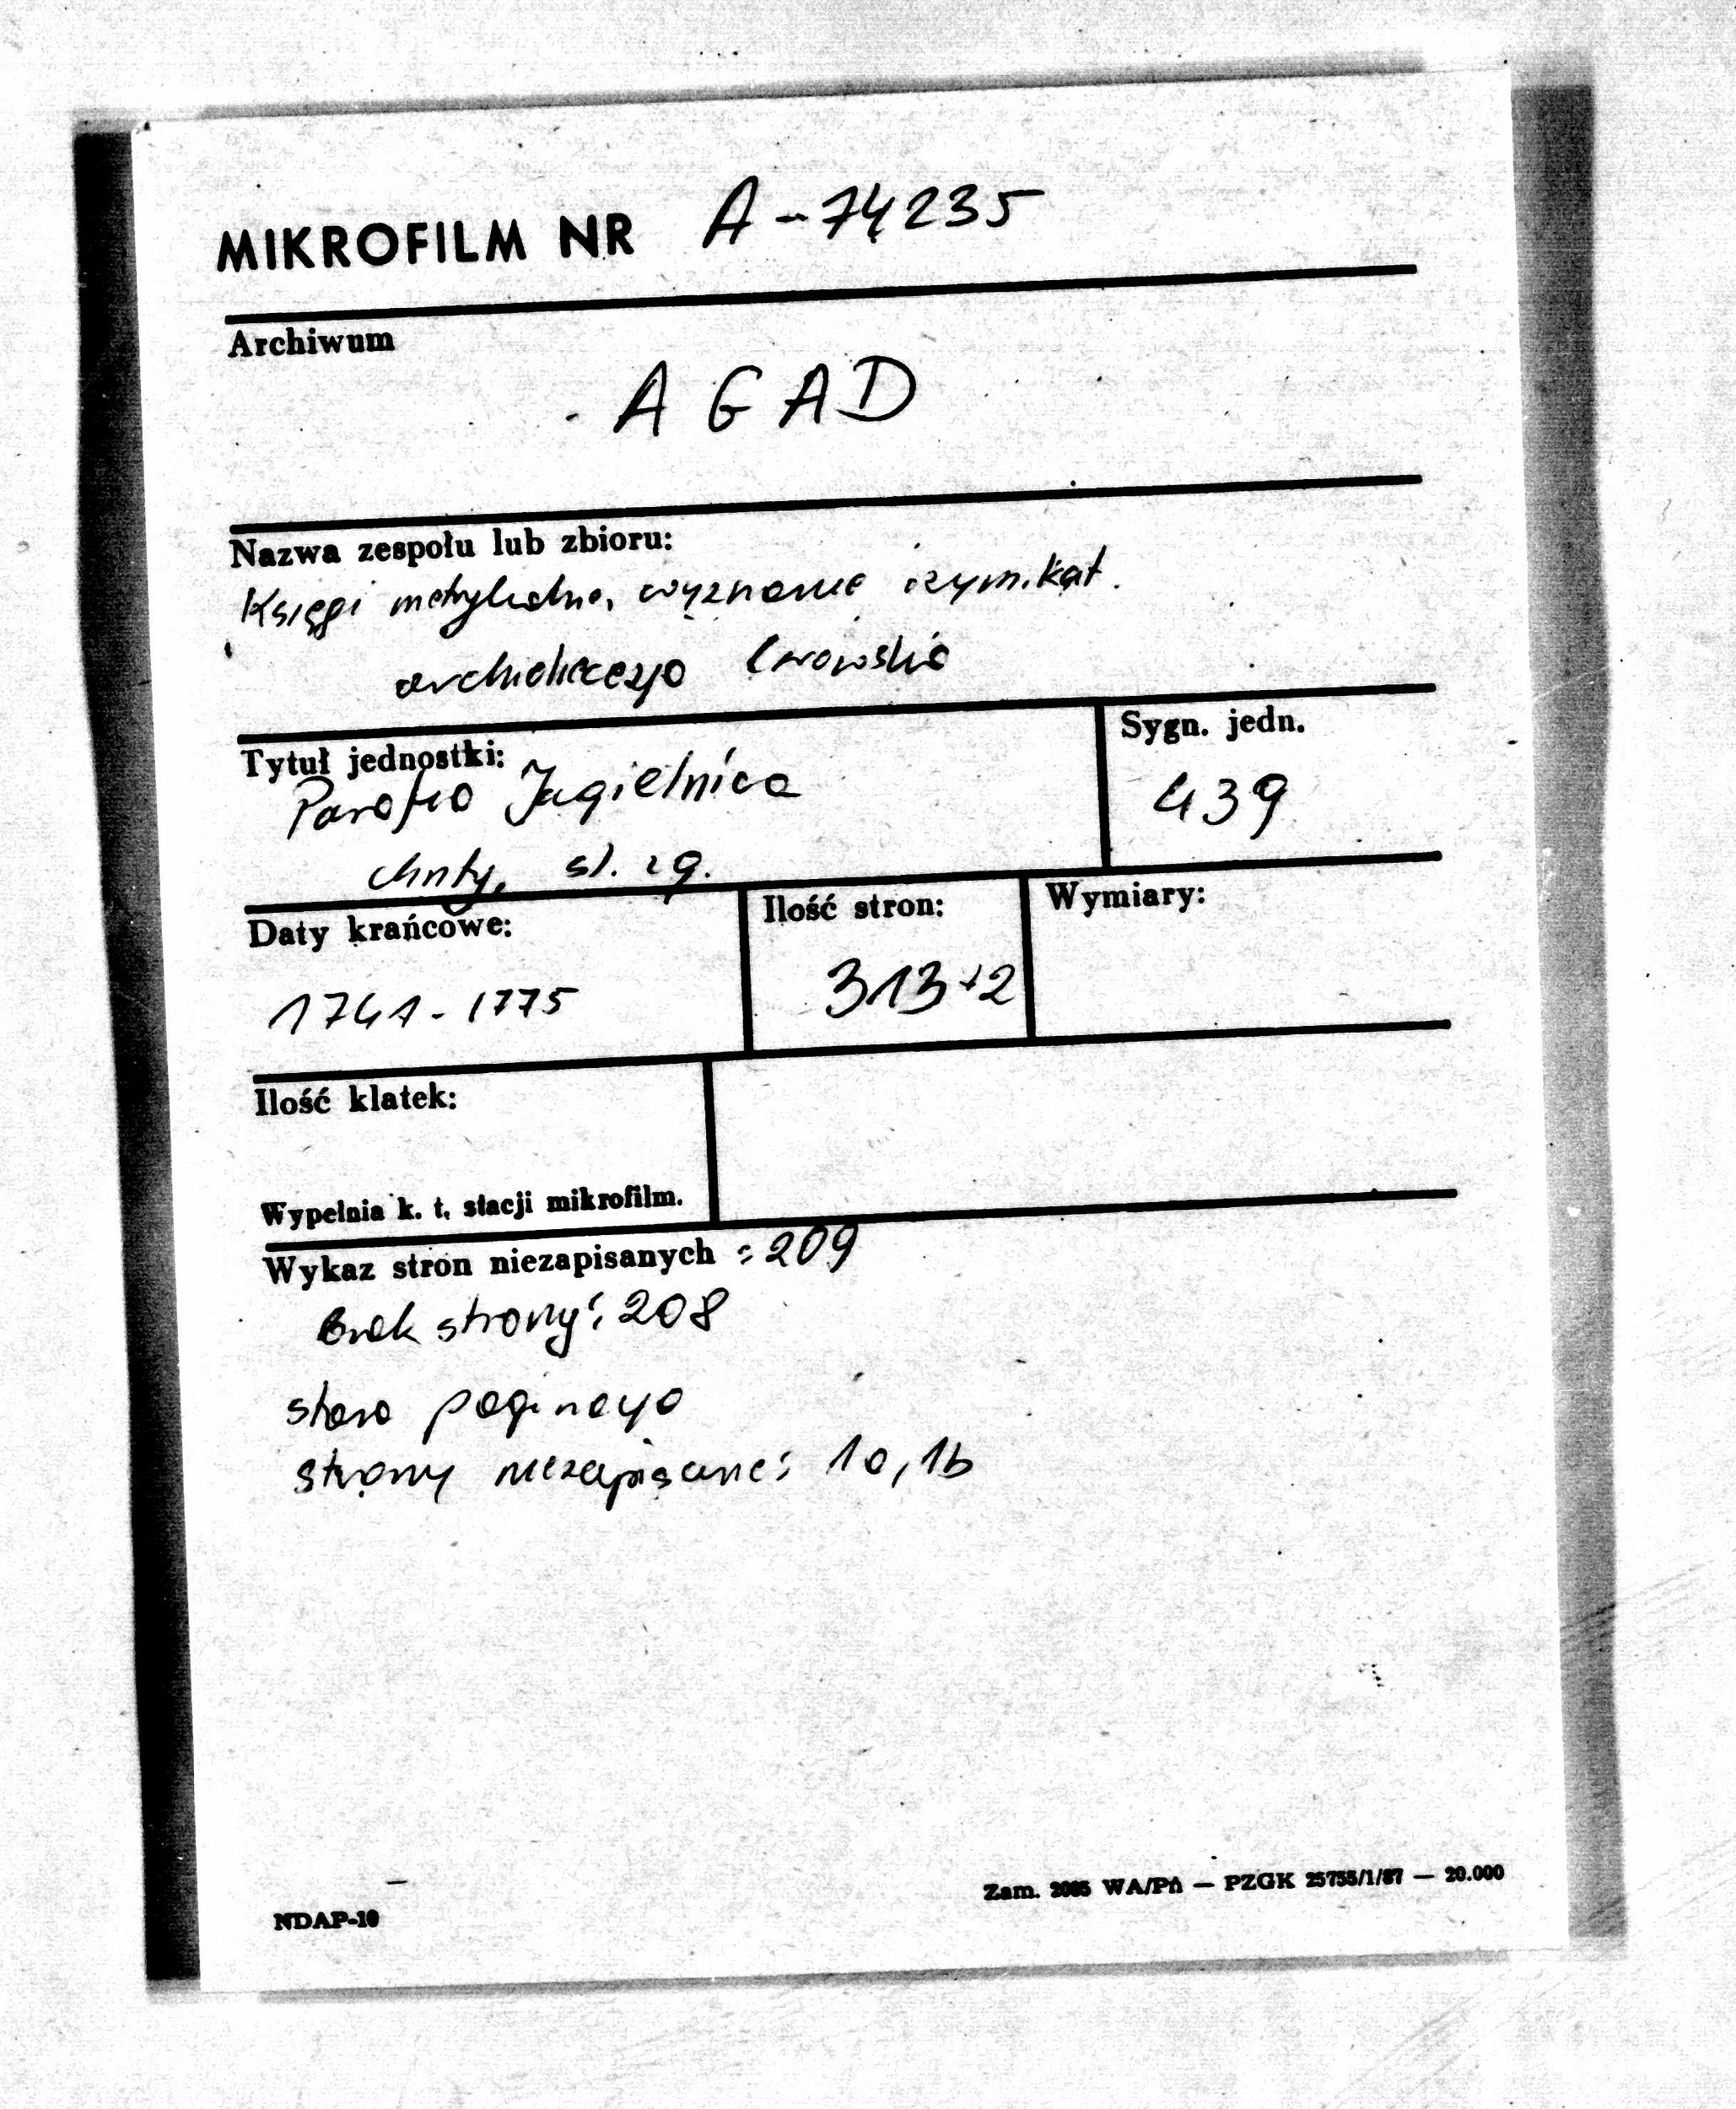 MIKROFILM NR A-74235
Archiwum
AGAD
Nazwa zespołu lub zbioru:
Księgi metrykalne, wyznanie rzym.kat.
archidiecezja lwowska
Tytuł jednostki:
Sygn. jedn.
Parafia Jagielnica
439
chrzty, śl. zg.
Daty krańcowe:
Ilość stron:
Wymiary:
1741-1775
313+2
Ilość klatek:
Wypełnia k. t. stacji mikrofilm.
Wykaz stron niezapisanych : 209
Brak strony: 208
stara paginacja
strony niezapisane: 1a, 1b
NDAP-10
Zam. WA/Pń — PZGK 25755/1/87 — 20.000